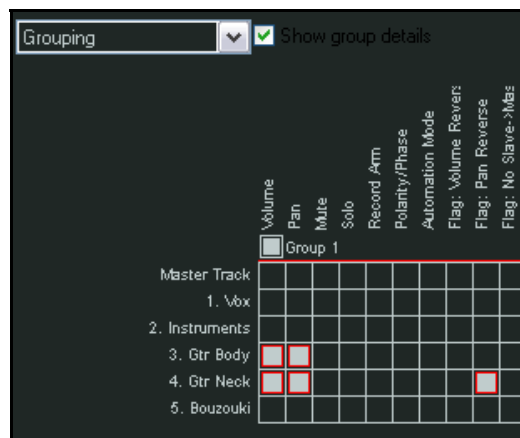 Grouping
Show group details
Volume
Pan
Mute
Solo
Record Arm
Polarity/Phase
Automation Mode
Flag: Volume Revers
Flag: Pan Reverse
Flag: No Slave->Mas
Group 1
Master Track
1. Vox
2. Instruments
3. Gtr Body
4. Gtr Neck
5. Bouzouki